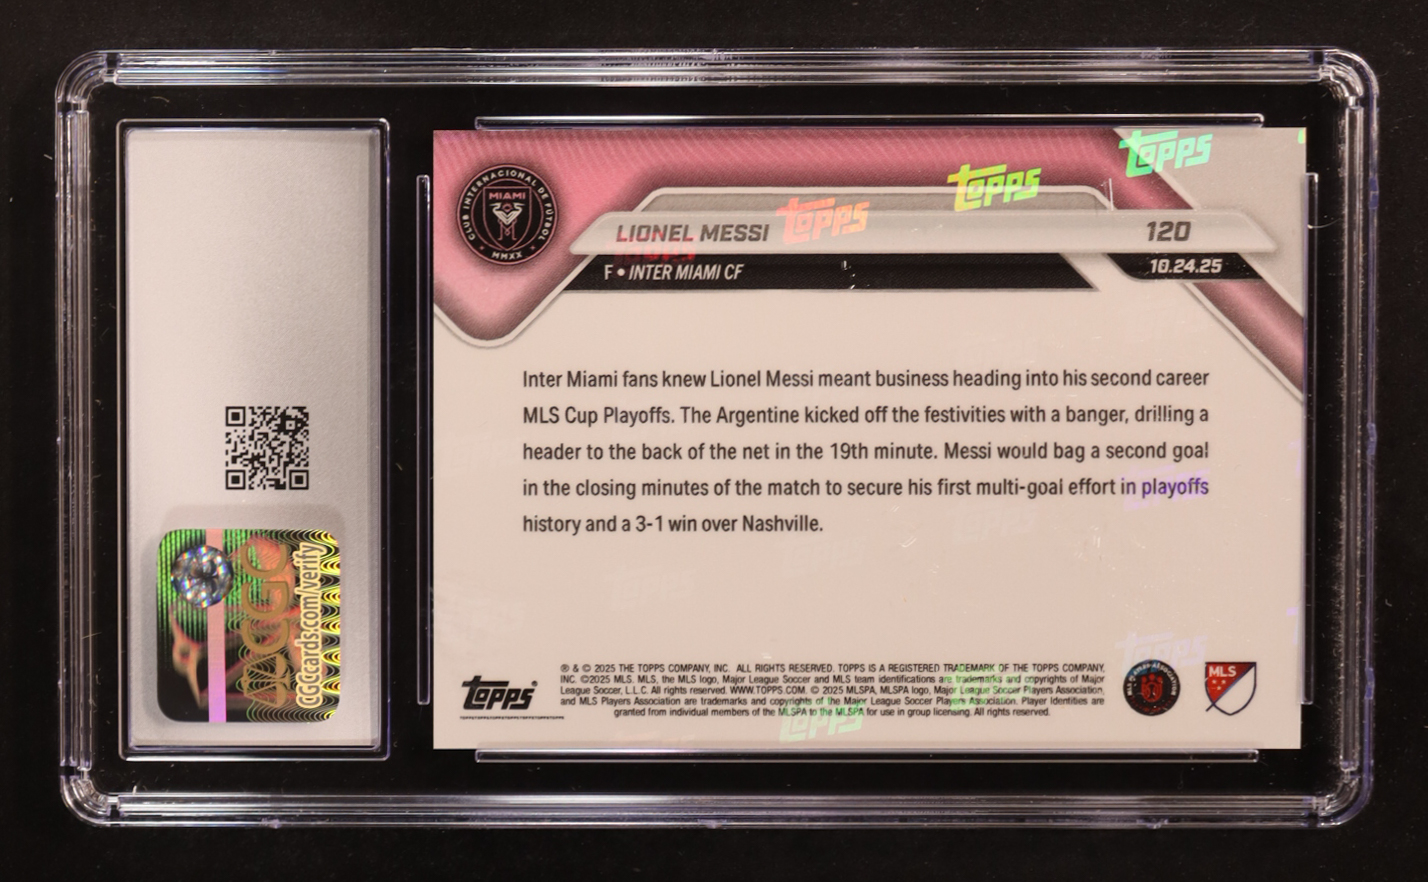 CLUB INTERNACIONAL DE FÚTBOL
MIAMI
MMXX
LIONEL MESSI
120
F • INTER MIAMI CF
10.24.25
TOPPS
TOPPS
TOPPS
Inter Miami fans knew Lionel Messi meant business heading into his second career
MLS Cup Playoffs. The Argentine kicked off the festivities with a banger, drilling a
header to the back of the net in the 19th minute. Messi would bag a second goal
in the closing minutes of the match to secure his first multi-goal effort in playoffs
history and a 3-1 win over Nashville.
CGC
CGCcards.com/verify
Topps®
® & © 2025 THE TOPPS COMPANY, INC. ALL RIGHTS RESERVED. TOPPS IS A REGISTERED TRADEMARK OF THE TOPPS COMPANY,
INC. ©2025 MLS. MLS, the MLS logo, Major League Soccer and MLS team identifications are trademarks and copyrights of Major
League Soccer, L.L.C. All rights reserved. WWW.TOPPS.COM. © 2025 MLSPA, MLSPA logo, Major League Soccer Players Association,
and MLS Players Association are trademarks and copyrights of the Major League Soccer Players Association. Player Identities are
granted from individual members of the MLSPA to the MLSPA for use in group licensing. All rights reserved.
MLS